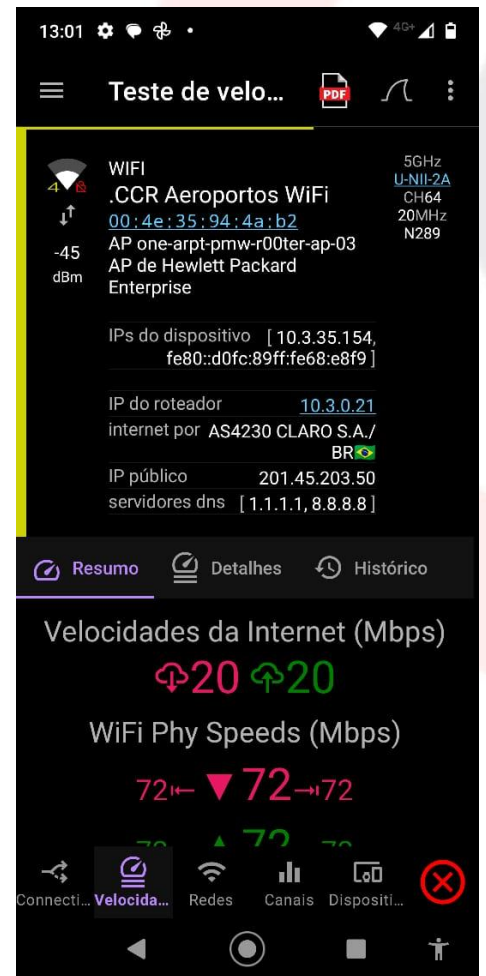 13:01
4G+
Teste de velo...
PDF
WIFI
.CCR Aeroportos WiFi
00:4e:35:94:4a:b2
AP one-arpt-pmw-r00ter-ap-03
AP de Hewlett Packard
Enterprise
4
6
-45
dBm
5GHz
U-NII-2A
CH64
20MHz
N289
IPs do dispositivo [ 10.3.35.154,
fe80::d0fc:89ff:fe68:e8f9 ]
IP do roteador 10.3.0.21
internet por AS4230 CLARO S.A./
BR
IP público 201.45.203.50
servidores dns [ 1.1.1.1, 8.8.8.8 ]
Resumo Detalhes Histórico
Velocidades da Internet (Mbps)
20 20
WiFi Phy Speeds (Mbps)
72 72 72
72 72 72
Connecti... Velocida... Redes Canais Dispositi...